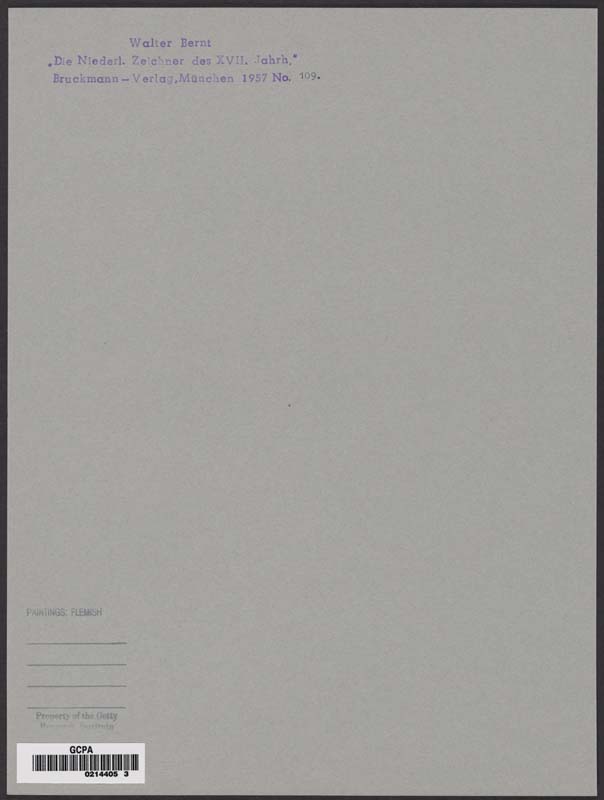 Walter Bernt
„Die Niederl. Zeichner des XVII. Jahrh,"
Bruckmann – Verlag, München 1957 No. 109.
PAINTINGS: FLEMISH
Property of the Getty
Research Institute
GCPA
0214405 3